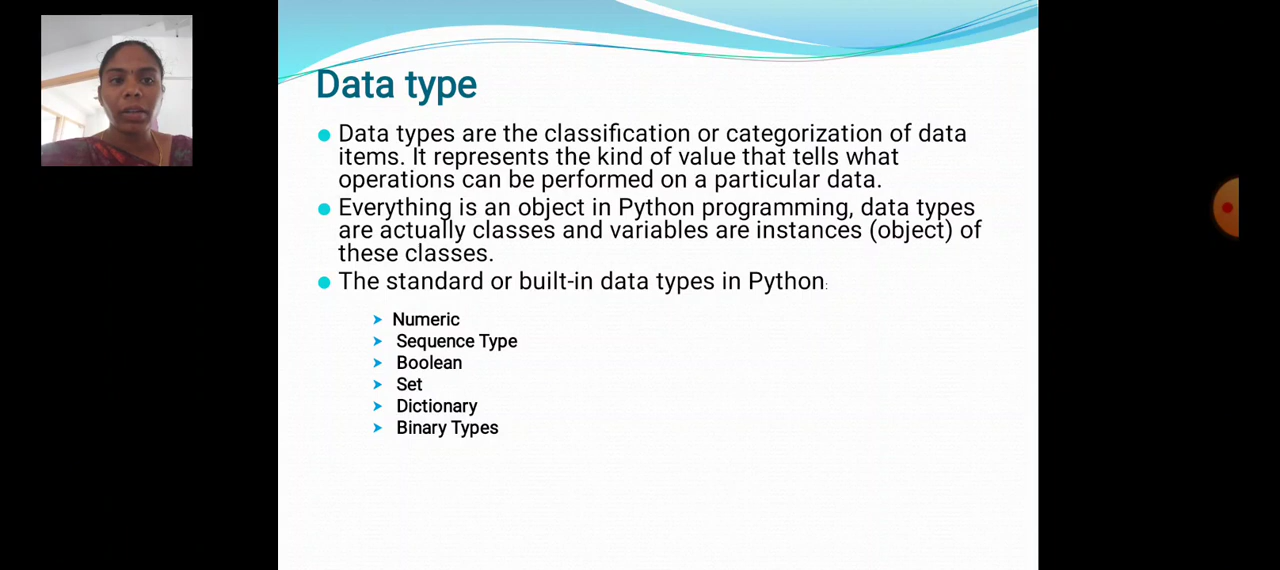 Data type
Data types are the classification or categorization of data
items. It represents the kind of value that tells what
operations can be performed on a particular data.
Everything is an object in Python programming, data types
are actually classes and variables are instances (object) of
these classes.
The standard or built-in data types in Python:
Numeric
Sequence Type
Boolean
Set
Dictionary
Binary Types